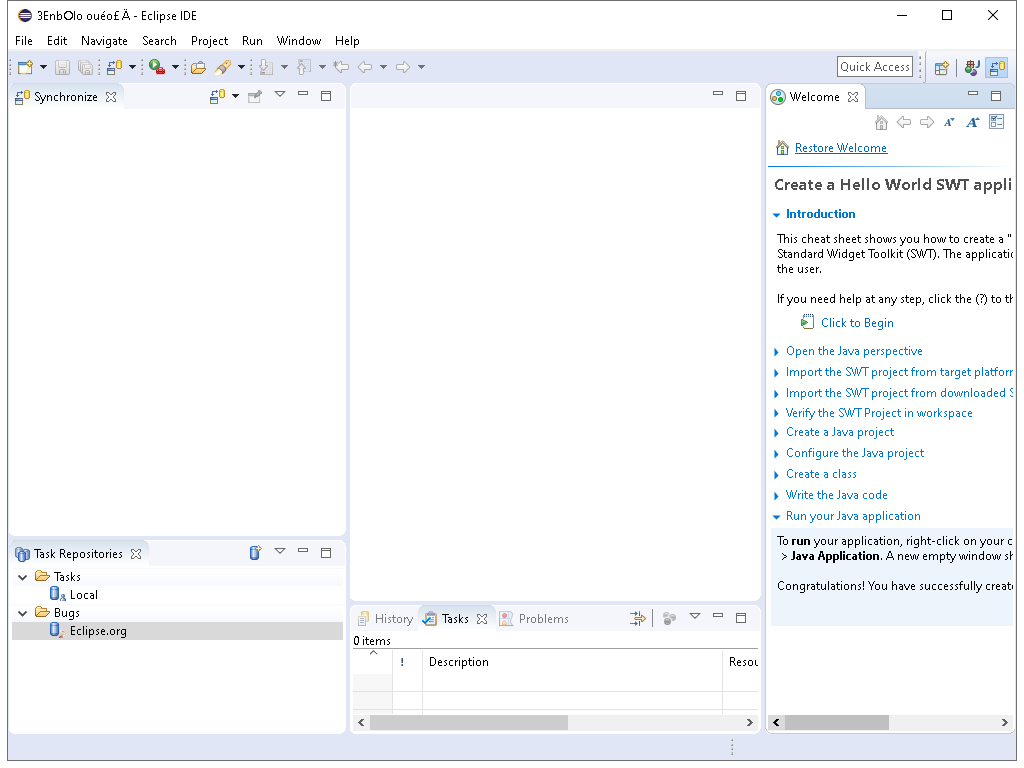 3EnbOlo ouéo£Ä - Eclipse IDE
File Edit Navigate Search Project Run Window Help
Quick Access
Synchronize
Welcome
Restore Welcome
Create a Hello World SWT appli
Introduction
This cheat sheet shows you how to create a "
Standard Widget Toolkit (SWT). The applicatio
the user.
If you need help at any step, click the (?) to th
Click to Begin
Open the Java perspective
Import the SWT project from target platform
Import the SWT project from downloaded S
Verify the SWT Project in workspace
Create a Java project
Configure the Java project
Create a class
Write the Java code
Run your Java application
To run your application, right-click on your c
> Java Application. A new empty window sh
Congratulations! You have successfully create
Task Repositories
Tasks
Local
Bugs
Eclipse.org
History Tasks Problems
0 items
! Description Resou